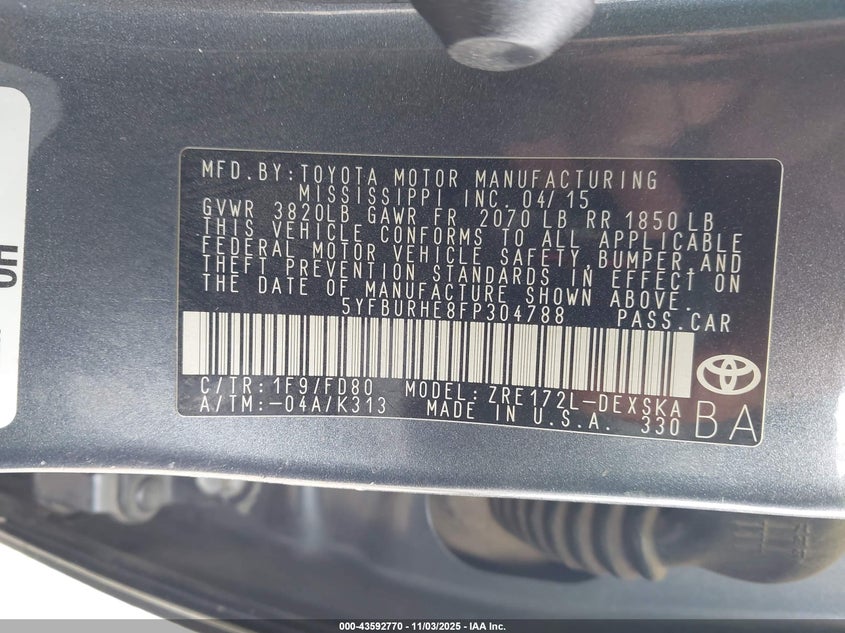 MFD.BY:TOYOTA MOTOR MANUFACTURING
MISSISSIPPI INC. 04/15
GVWR 3820LB GAWR FR 2070 LB RR 1850 LB
THIS VEHICLE CONFORMS TO ALL APPLICABLE
FEDERAL MOTOR VEHICLE SAFETY, BUMPER, AND
THEFT PREVENTION STANDARDS IN EFFECT ON
THE DATE OF MANUFACTURE SHOWN ABOVE.
5YFBURHE8FP304788 PASS.CAR
C/TR:1F9/FD80 MODEL:ZRE172L-DEXSKA
A/TM:-04A/K313 MADE IN U.S.A. 330
BA
000-43592770 - 11/03/2025 - IAA Inc.